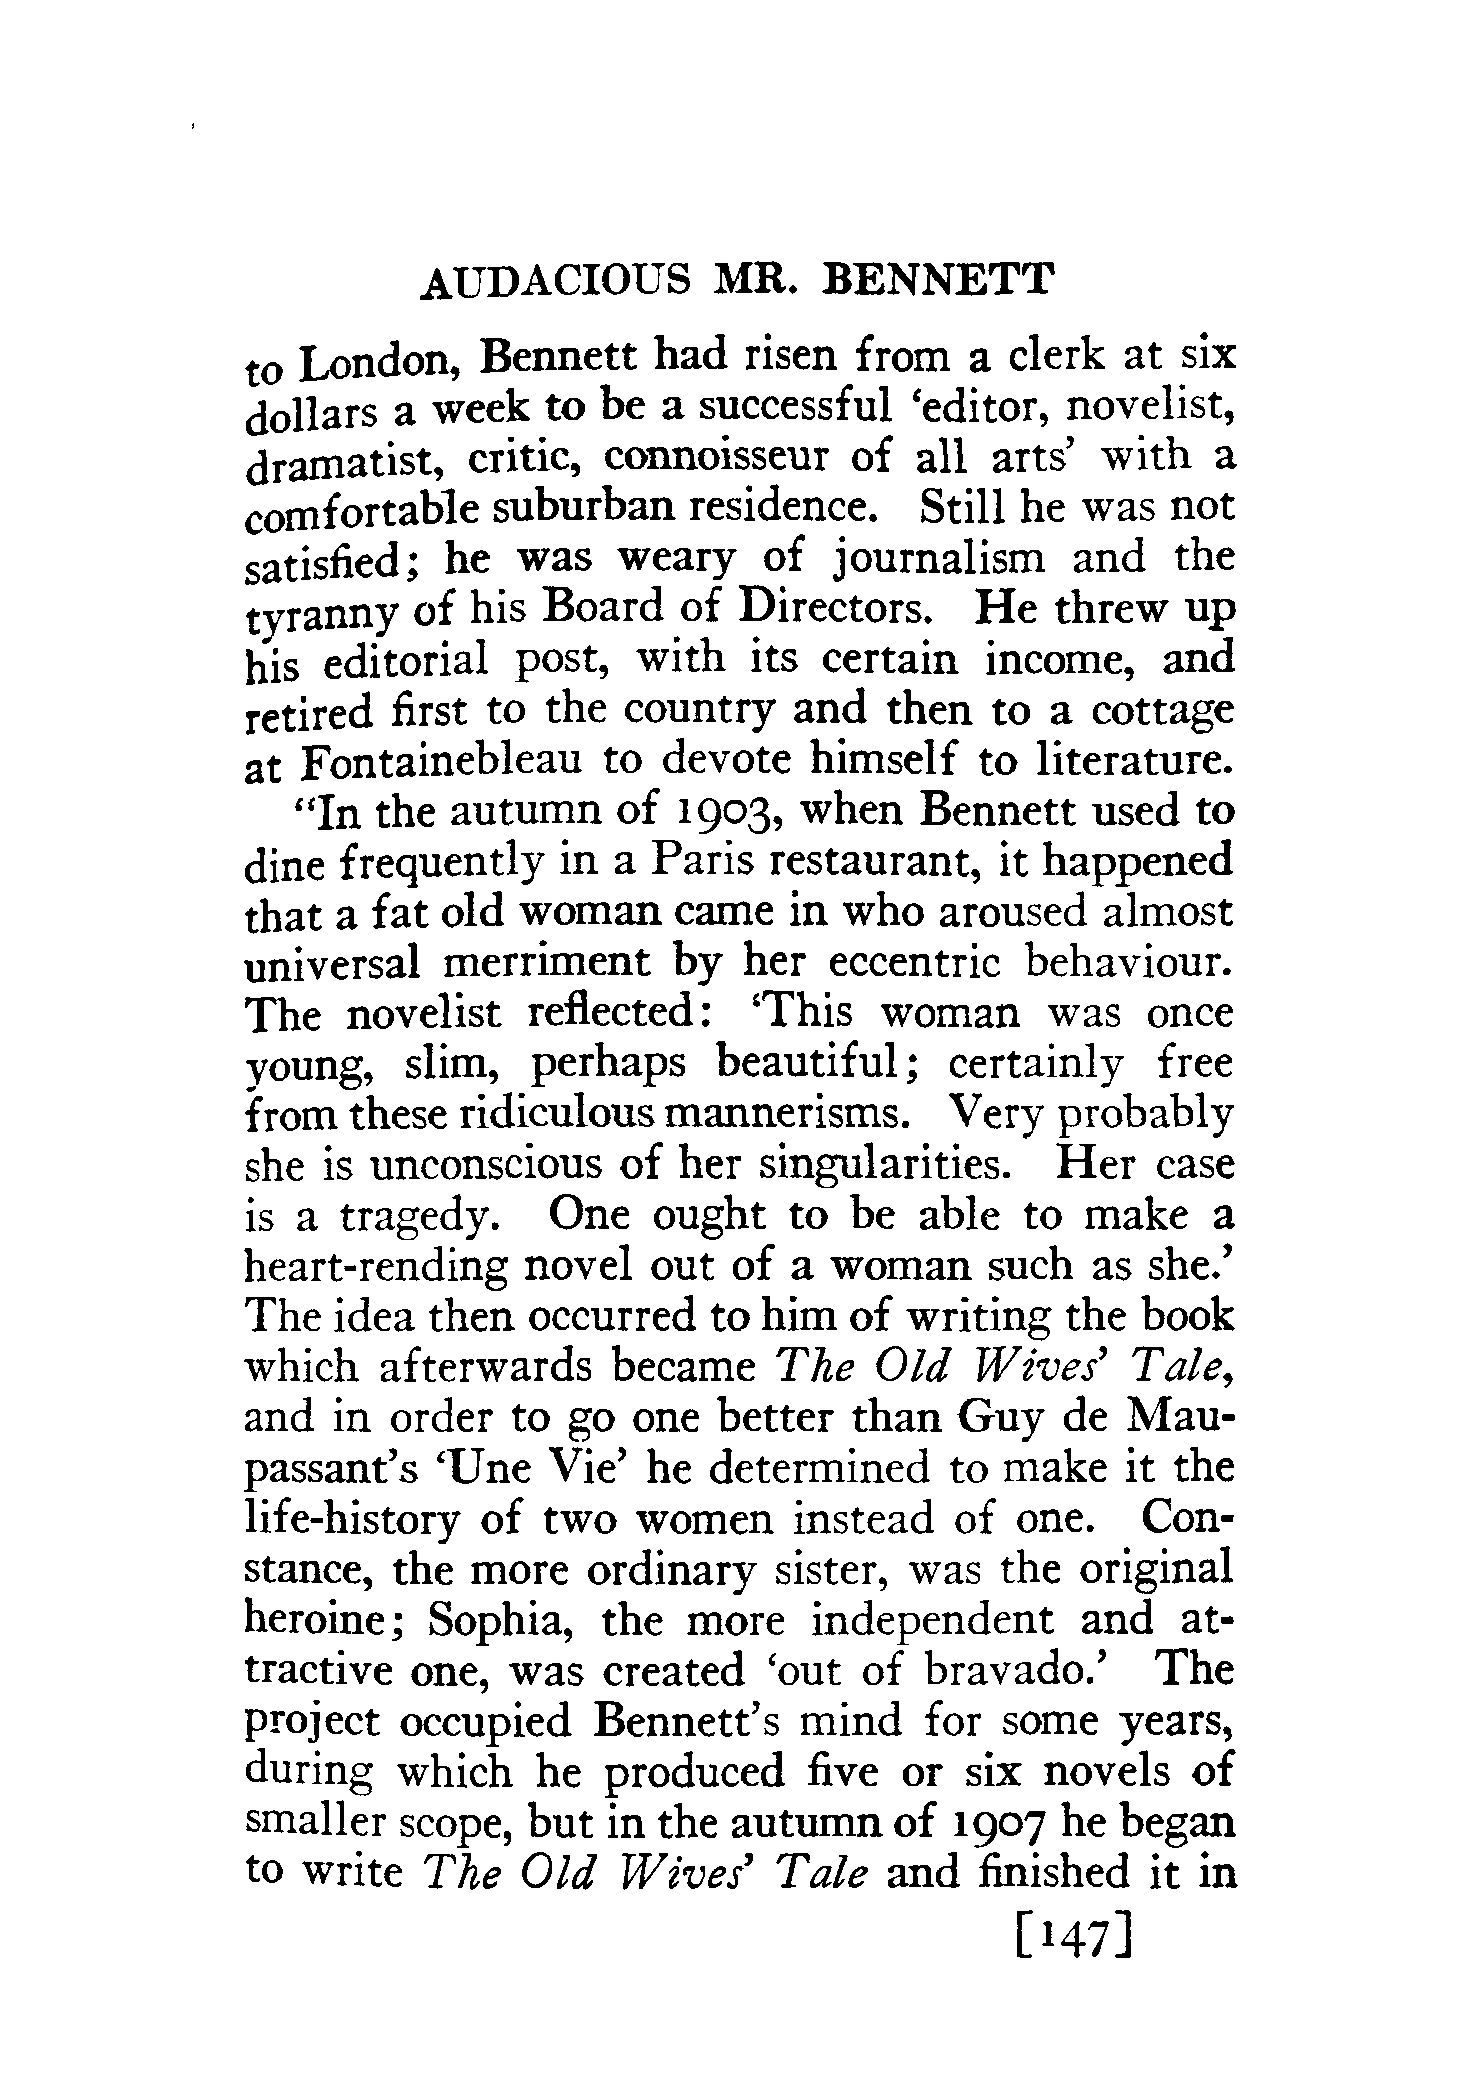 AUDACIOUS MR. BENNETT
to London, Bennett had risen from a clerk at six
dollars a week to be a successful ‘editor, novelist,
dramatist, critic, connoisseur of all arts’ with a
comfortable suburban residence. Still he was not
satisfied; he was weary of journalism and the
tyranny of his Board of Directors. He threw up
his editorial post, with its certain income, and
retired first to the country and then to a cottage
at Fontainebleau to devote himself to literature.
“In the autumn of 1903, when Bennett used to
dine frequently in a Paris restaurant, it happened
that a fat old woman came in who aroused almost
universal merriment by her eccentric behaviour.
The novelist reflected: ‘This woman was once
young, slim, perhaps beautiful; certainly free
from these ridiculous mannerisms. Very probably
she is unconscious of her singularities. Her case
is a tragedy. One ought to be able to make a
heart-rending novel out of a woman such as she.’
The idea then occurred to him of writing the book
which afterwards became The Old Wives’ Tale,
and in order to go one better than Guy de Mau-
passant’s ‘Une Vie’ he determined to make it the
life-history of two women instead of one. Con-
stance, the more ordinary sister, was the original
heroine; Sophia, the more independent and at-
tractive one, was created ‘out of bravado.’ The
project occupied Bennett’s mind for some years,
during which he produced five or six novels of
smaller scope, but in the autumn of 1907 he began
to write The Old Wives’ Tale and finished it in
[147]